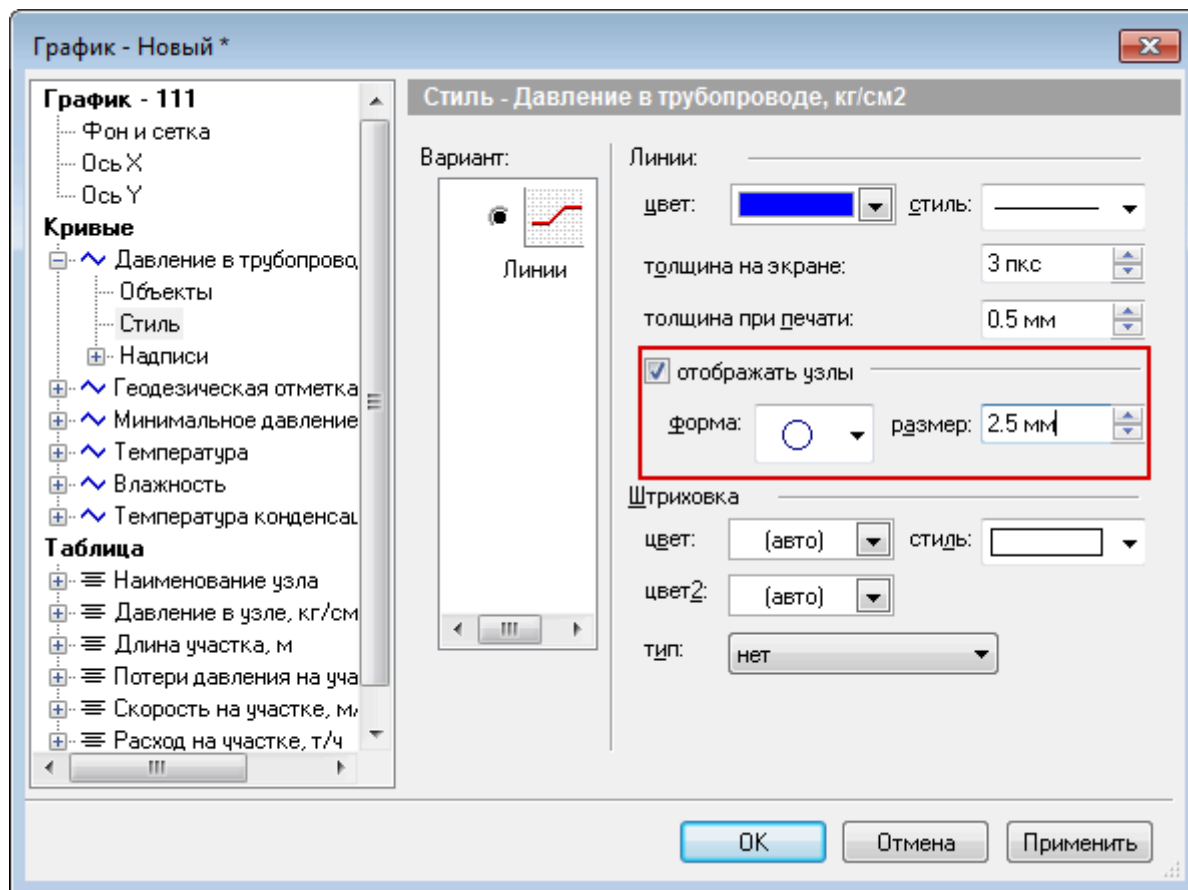 График - Новый *
График - 111
Фон и сетка
Ось X
Ось Y
Кривые
Давление в трубопровод
Объекты
Стиль
Надписи
Геодезическая отметка
Минимальное давление
Температура
Влажность
Температура конденсац
Таблица
Наименование узла
Давление в узле, кг/см
Длина участка, м
Потери давления на уча
Скорость на участке, м/
Расход на участке, т/ч
Стиль - Давление в трубопроводе, кг/см2
Вариант:
Линии
Линии:
цвет: стиль:
толщина на экране: 3 пкс
толщина при печати: 0.5 мм
отображать узлы
форма: размер: 2.5 мм
Штриховка
цвет: (авто) стиль:
цвет2: (авто)
тип: нет
OK Отмена Применить